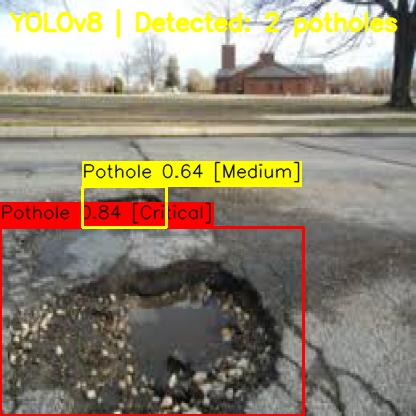 YOLOv8 | Detected: 2 potholes
Pothole 0.64 [Medium]
Pothole 0.84 [Critical]